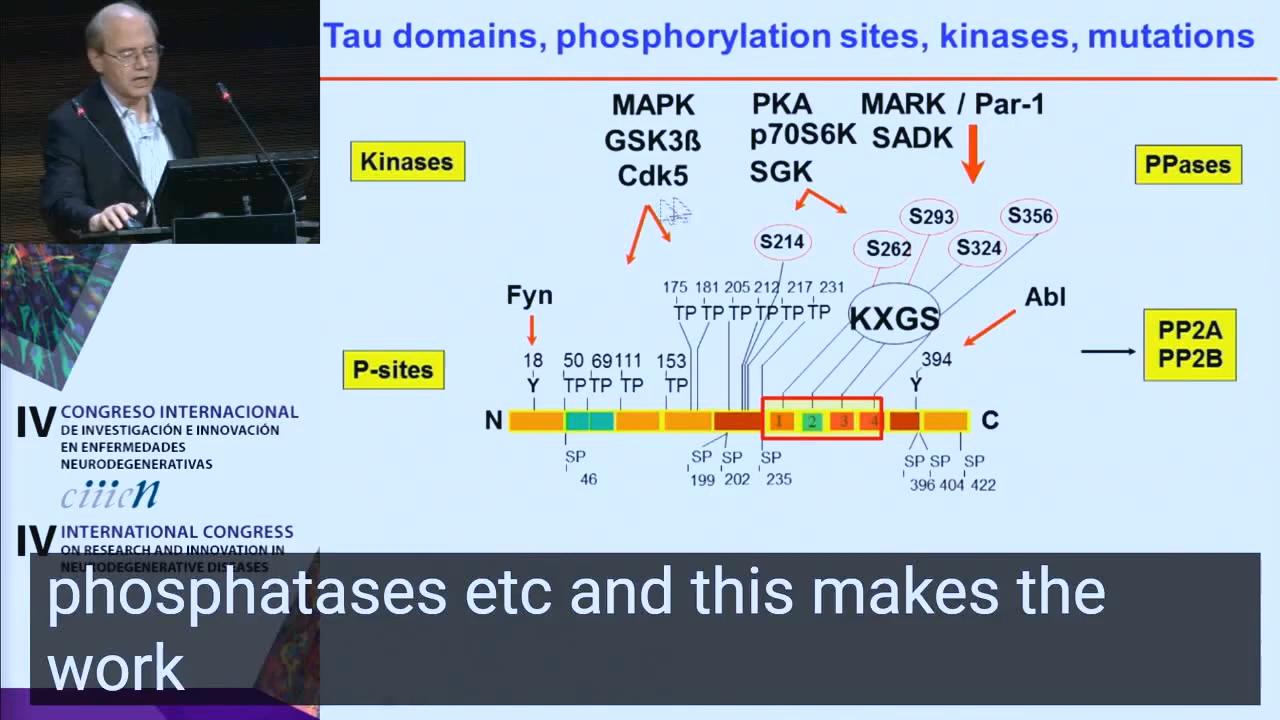 Tau domains, phosphorylation sites, kinases, mutations
MAPK
GSK3ß
Cdk5
PKA
p70S6K
SGK
MARK / Par-1
SADK
Kinases
PPases
S214
S262
S293
S324
S356
175 181 205 212 217 231
TP TP TP TP TP TP
KXGS
Fyn
Abl
PP2A
PP2B
P-sites
18 50 69 111 153
Y TP TP TP TP
394
Y
N
1 2 3 4
C
SP
46
SP SP SP
199 202 235
SP SP SP
396 404 422
IV CONGRESO INTERNACIONAL
DE INVESTIGACIÓN E INNOVACIÓN
EN ENFERMEDADES
NEURODEGENERATIVAS
ciiien
IV INTERNATIONAL CONGRESS
ON RESEARCH AND INNOVATION IN
NEURODEGENERATIVE DISEASES
phosphatases etc and this makes the
work